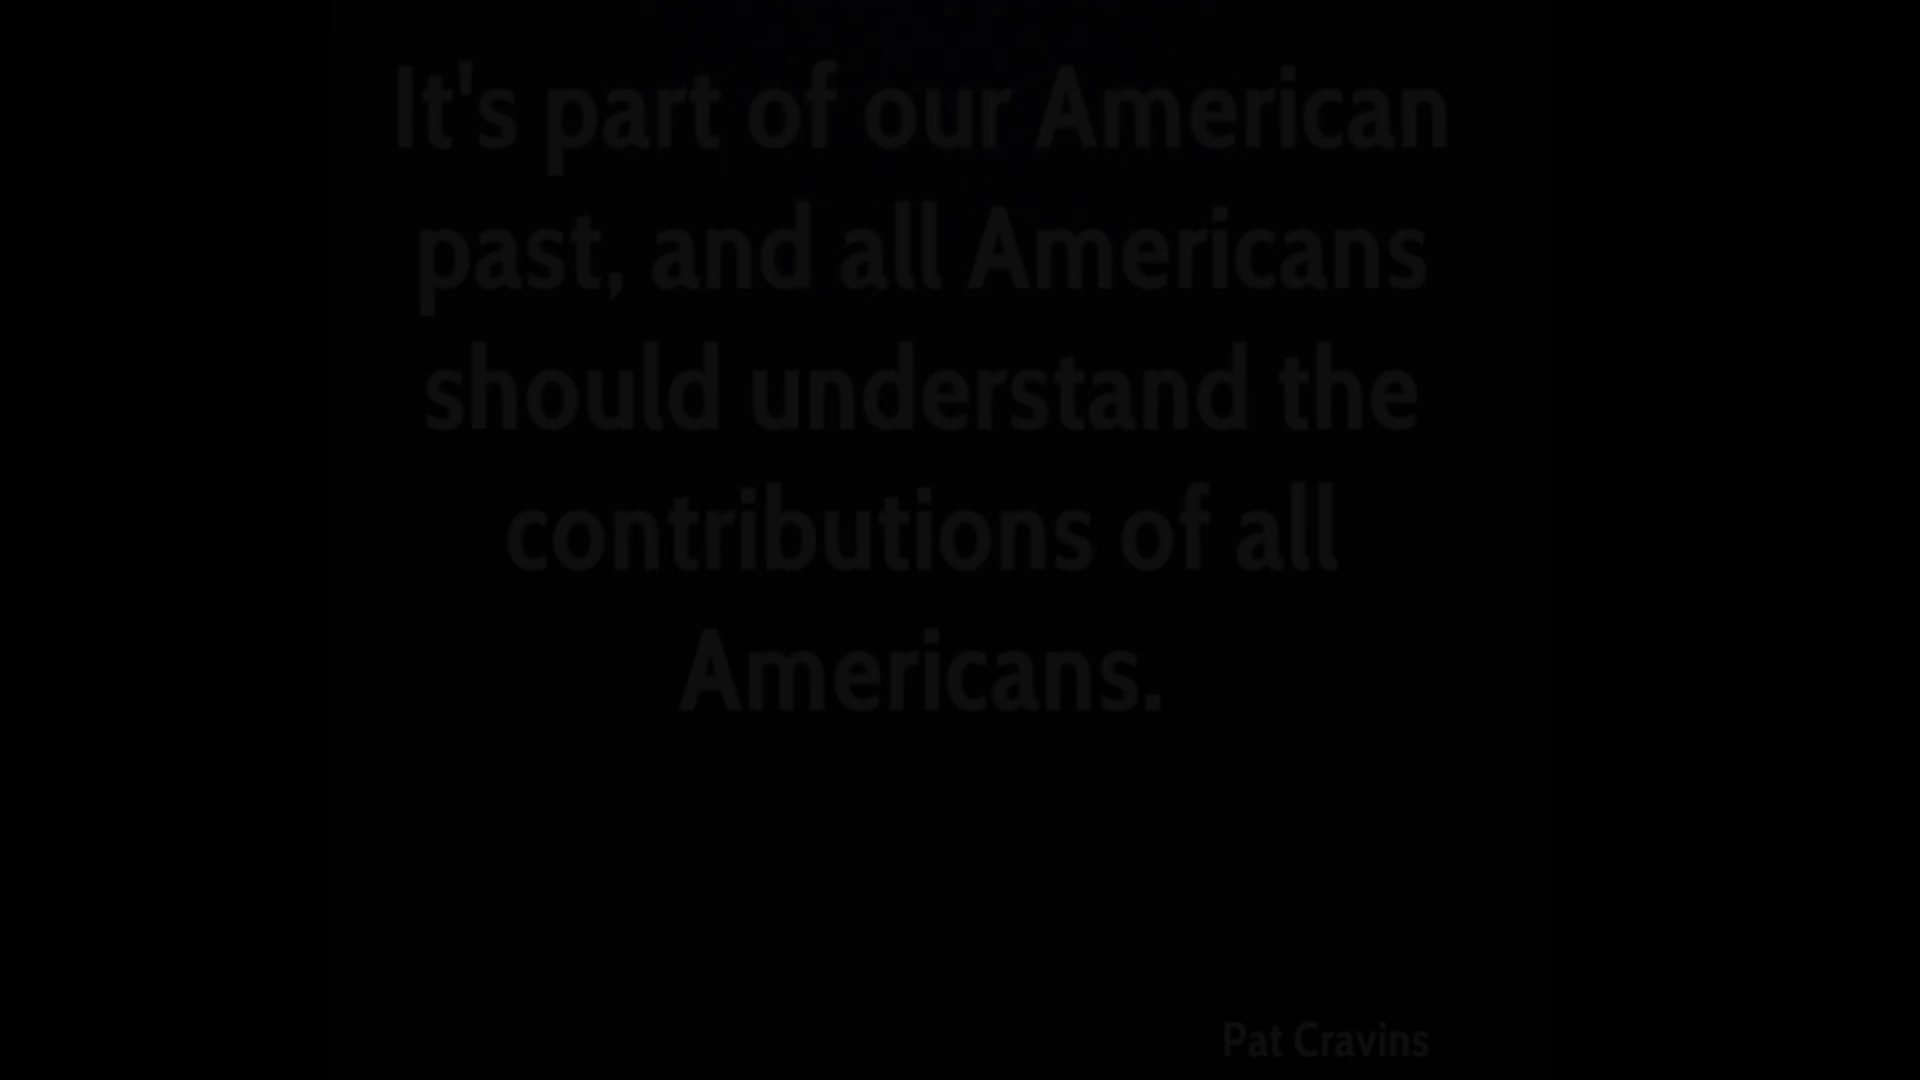 It's part of our American
past, and all Americans
should understand the
contributions of all
Americans.
Pat Cravins